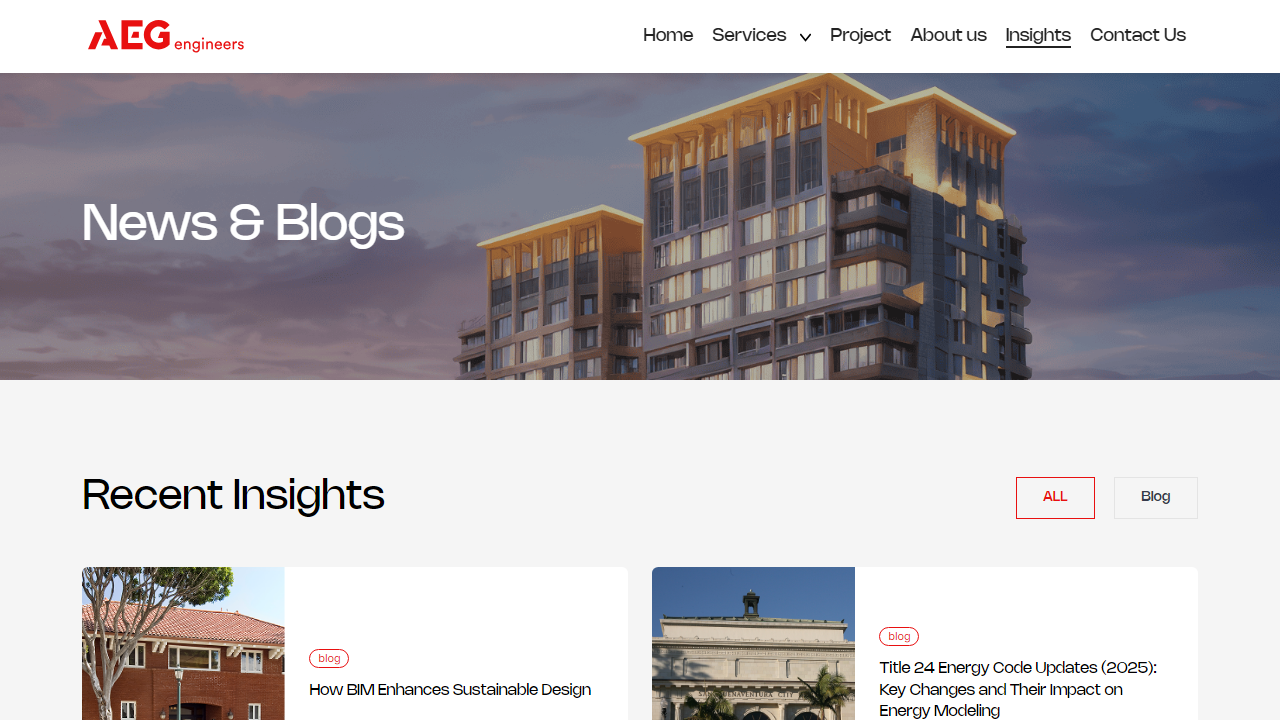 AEG engineers
Home Services Project About us Insights Contact Us
News & Blogs
Recent Insights
ALL Blog
blog
How BIM Enhances Sustainable Design
blog
Title 24 Energy Code Updates (2025):
Key Changes and Their Impact on
Energy Modeling